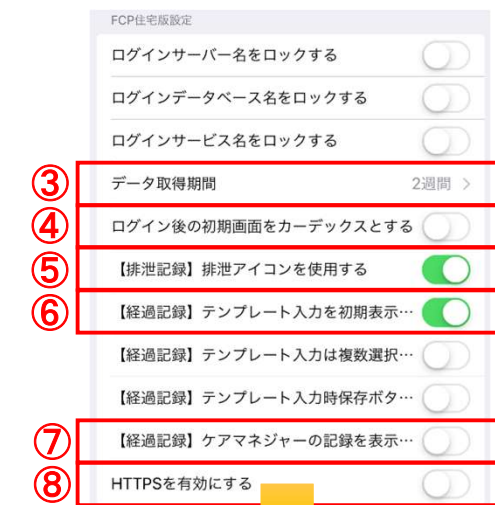 FCP住宅版設定
ログインサーバー名をロックする
ログインデータベース名をロックする
ログインサービス名をロックする
③ データ取得期間 2週間 >
④ ログイン後の初期画面をカーデックスとする
⑤ 【排泄記録】排泄アイコンを使用する
⑥ 【経過記録】テンプレート入力を初期表示…
【経過記録】テンプレート入力は複数選択…
【経過記録】テンプレート入力時保存ボタ…
⑦ 【経過記録】ケアマネジャーの記録を表示…
⑧ HTTPSを有効にする